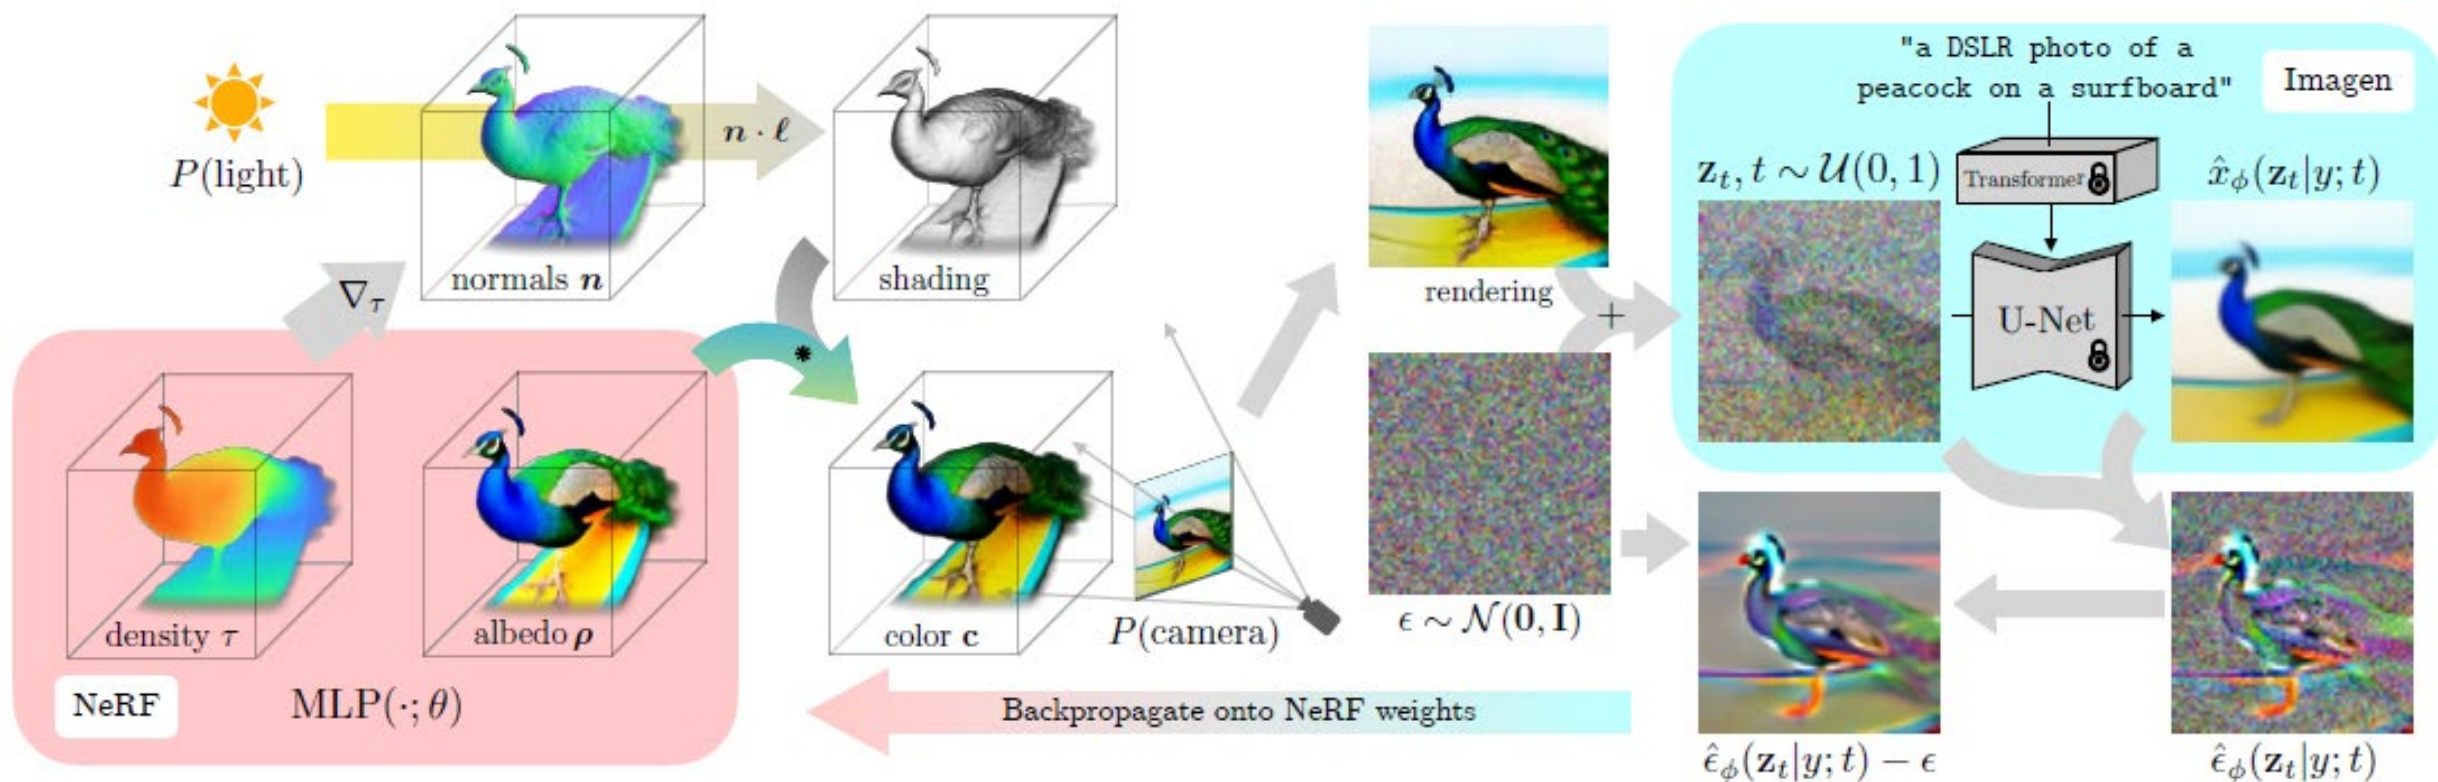 P(light)
n · ℓ
normals n
shading
∇τ
density τ
albedo ρ
NeRF
MLP(·; θ)
*
color c
P(camera)
rendering
+
ϵ ∼ 𝒩(0, I)
"a DSLR photo of a
peacock on a surfboard"
Imagen
z_t, t ∼ 𝒰(0, 1)
Transformer
x̂_ϕ(z_t|y; t)
U-Net
Backpropagate onto NeRF weights
ϵ̂_ϕ(z_t|y; t) − ϵ
ϵ̂_ϕ(z_t|y; t)